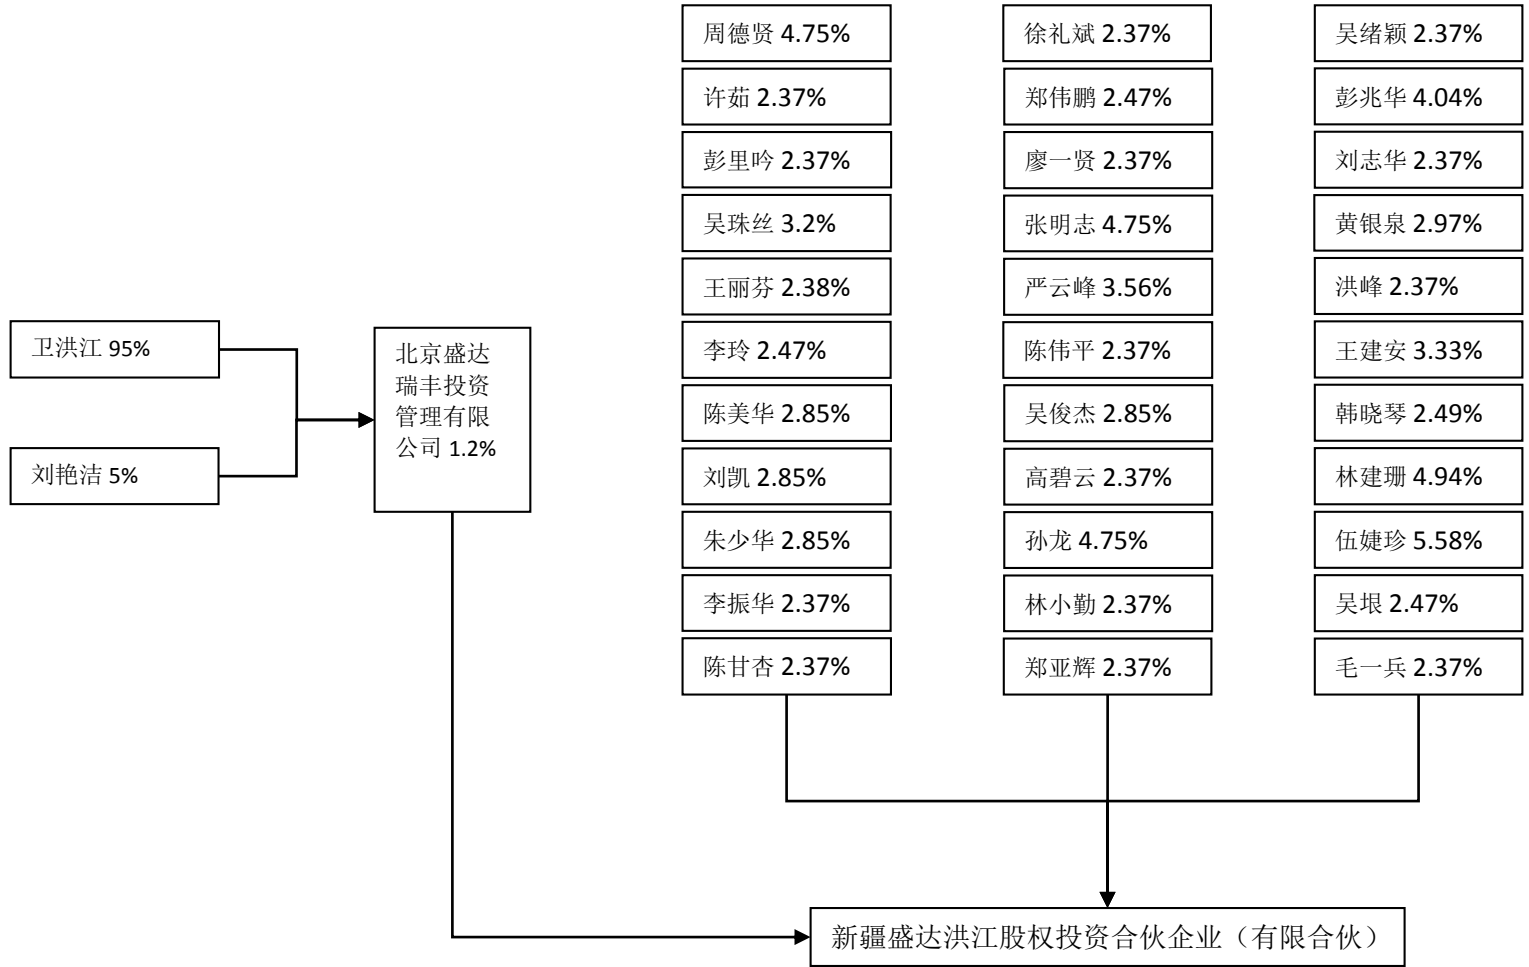 周德贤 4.75%
徐礼斌 2.37%
吴绪颖 2.37%
许茹 2.37%
郑伟鹏 2.47%
彭兆华 4.04%
彭里吟 2.37%
廖一贤 2.37%
刘志华 2.37%
吴珠丝 3.2%
张明志 4.75%
黄银泉 2.97%
王丽芬 2.38%
严云峰 3.56%
洪峰 2.37%
李玲 2.47%
陈伟平 2.37%
王建安 3.33%
陈美华 2.85%
吴俊杰 2.85%
韩晓琴 2.49%
刘凯 2.85%
高碧云 2.37%
林建珊 4.94%
朱少华 2.85%
孙龙 4.75%
伍婕珍 5.58%
李振华 2.37%
林小勤 2.37%
吴垠 2.47%
陈甘杏 2.37%
郑亚辉 2.37%
毛一兵 2.37%
卫洪江 95%
刘艳洁 5%
北京盛达
瑞丰投资
管理有限
公司 1.2%
新疆盛达洪江股权投资合伙企业（有限合伙）